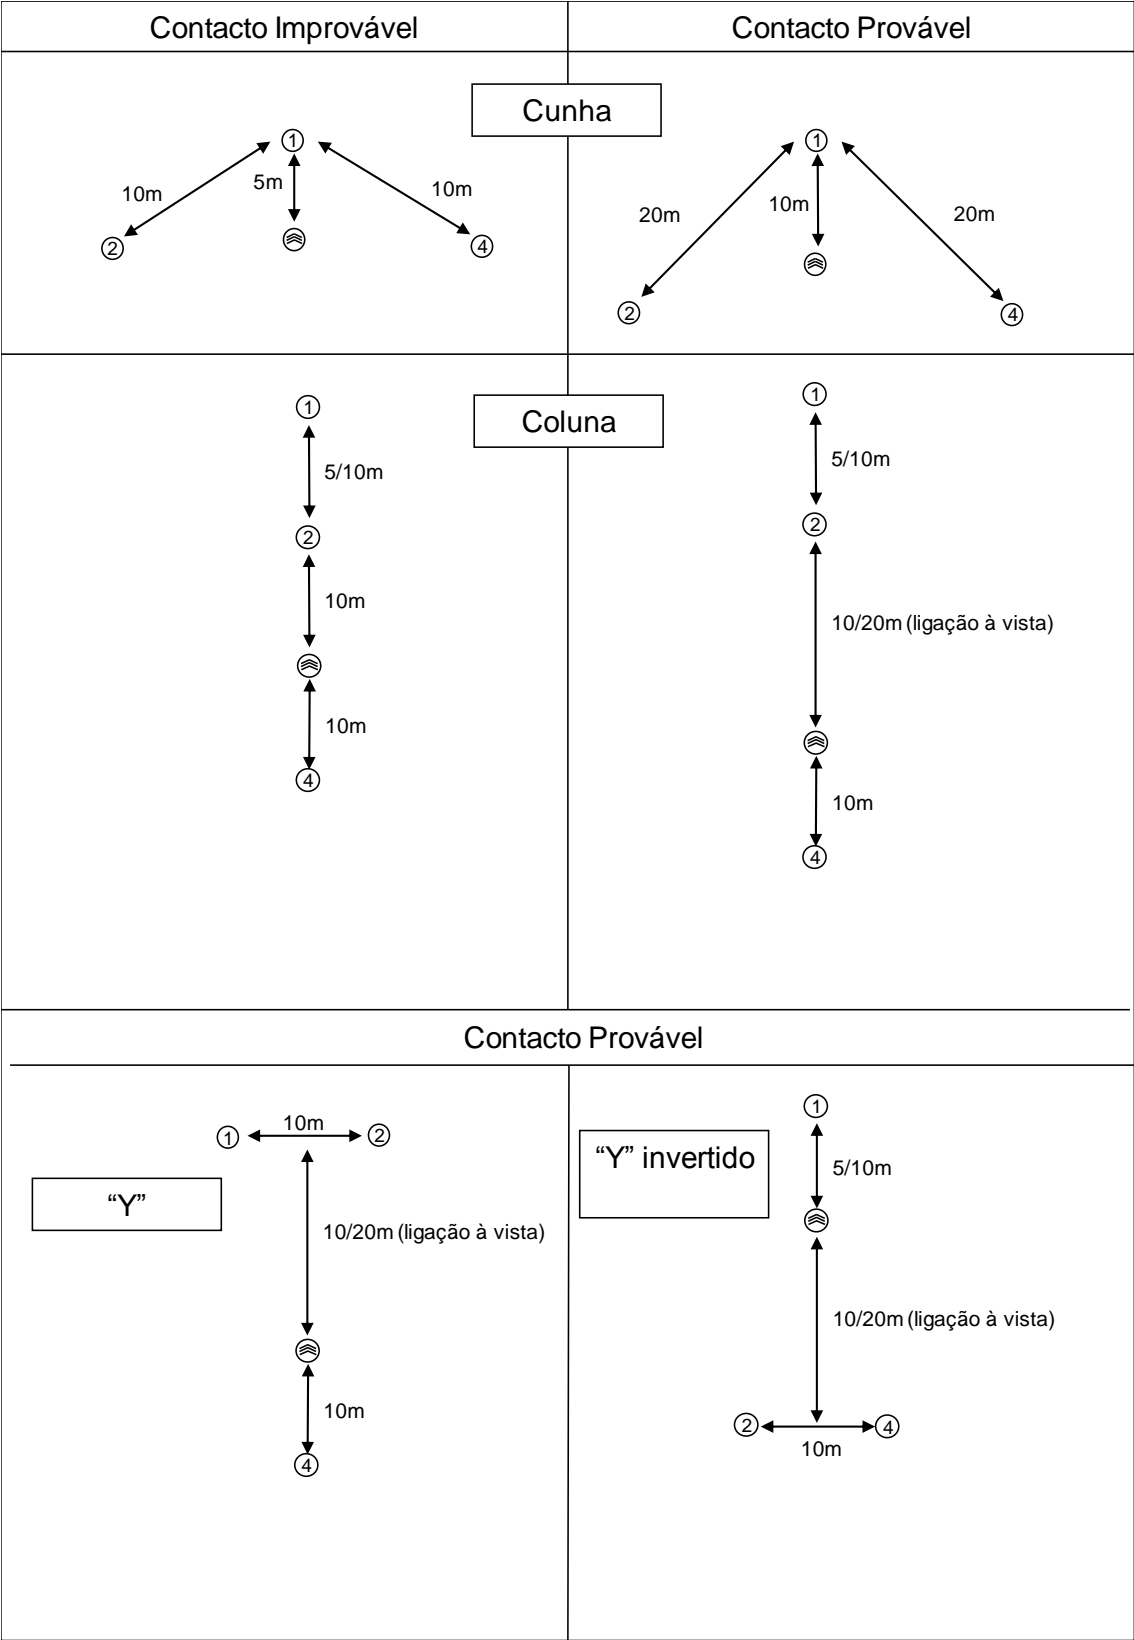 Contacto Improvável
Contacto Provável
Cunha
1
5m
10m
10m
2
4
1
10m
20m
20m
2
4
Coluna
1
5/10m
2
10m
10m
4
1
5/10m
2
10/20m (ligação à vista)
10m
4
Contacto Provável
"Y"
1
10m
2
10/20m (ligação à vista)
10m
4
“Y” invertido
1
5/10m
10/20m (ligação à vista)
2
4
10m